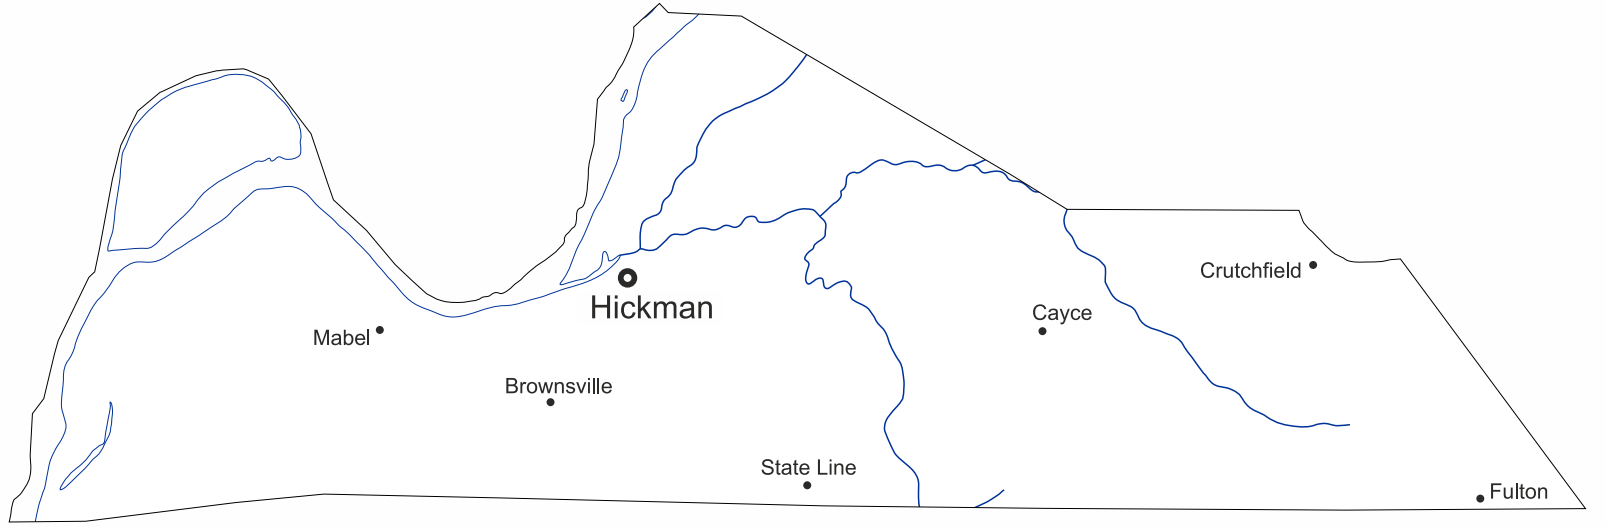 Crutchfield
Hickman
Cayce
Mabel
Brownsville
State Line
Fulton